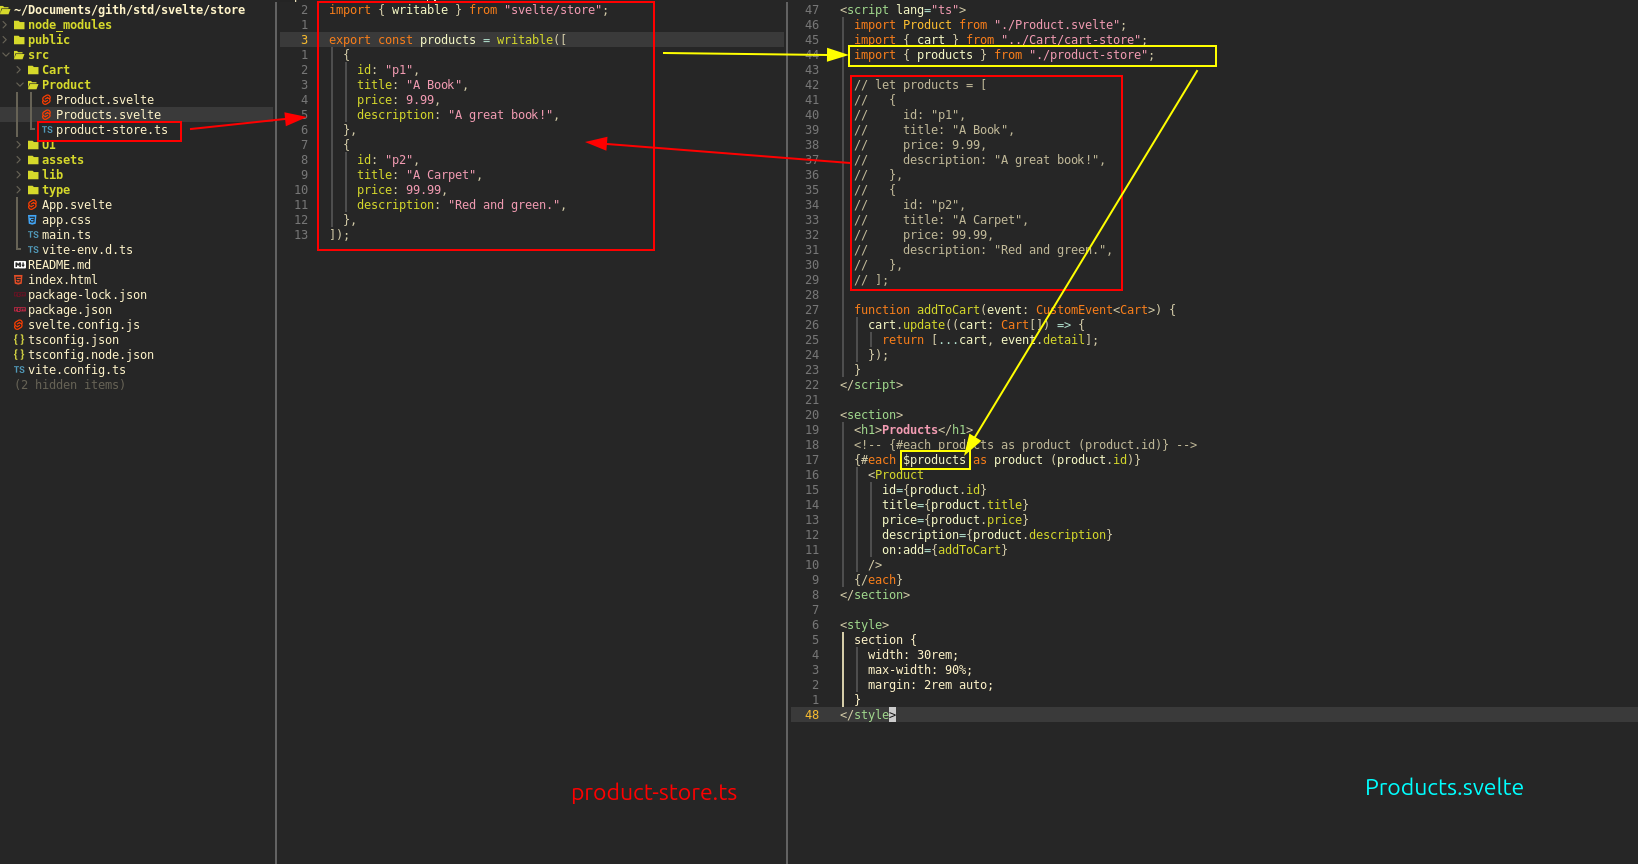 ~/Documents/gith/std/svelte/store
node_modules
public
src
Cart
Product
Product.svelte
Products.svelte
TS product-store.ts
UI
assets
lib
type
App.svelte
app.css
TS main.ts
TS vite-env.d.ts
README.md
index.html
package-lock.json
package.json
svelte.config.js
{} tsconfig.json
{} tsconfig.node.json
TS vite.config.ts
(2 hidden items)
2 import { writable } from "svelte/store";
1
3 export const products = writable([
1 {
2 id: "p1",
3 title: "A Book",
4 price: 9.99,
5 description: "A great book!",
6 },
7 {
8 id: "p2",
9 title: "A Carpet",
10 price: 99.99,
11 description: "Red and green.",
12 },
13 ]);
product-store.ts
47 <script lang="ts">
46 import Product from "./Product.svelte";
45 import { cart } from "../Cart/cart-store";
44 import { products } from "./product-store";
43
42 // let products = [
41 // {
40 // id: "p1",
39 // title: "A Book",
38 // price: 9.99,
37 // description: "A great book!",
36 // },
35 // {
34 // id: "p2",
33 // title: "A Carpet",
32 // price: 99.99,
31 // description: "Red and green.",
30 // },
29 // ];
28
27 function addToCart(event: CustomEvent<Cart>) {
26 cart.update((cart: Cart[]) => {
25 return [...cart, event.detail];
24 });
23 }
22 </script>
21
20 <section>
19 <h1>Products</h1>
18 <!-- {#each products as product (product.id)} -->
17 {#each $products as product (product.id)}
16 <Product
15 id={product.id}
14 title={product.title}
13 price={product.price}
12 description={product.description}
11 on:add={addToCart}
10 />
9 {/each}
8 </section>
7
6 <style>
5 section {
4 width: 30rem;
3 max-width: 90%;
2 margin: 2rem auto;
1 }
48 </style>
Products.svelte